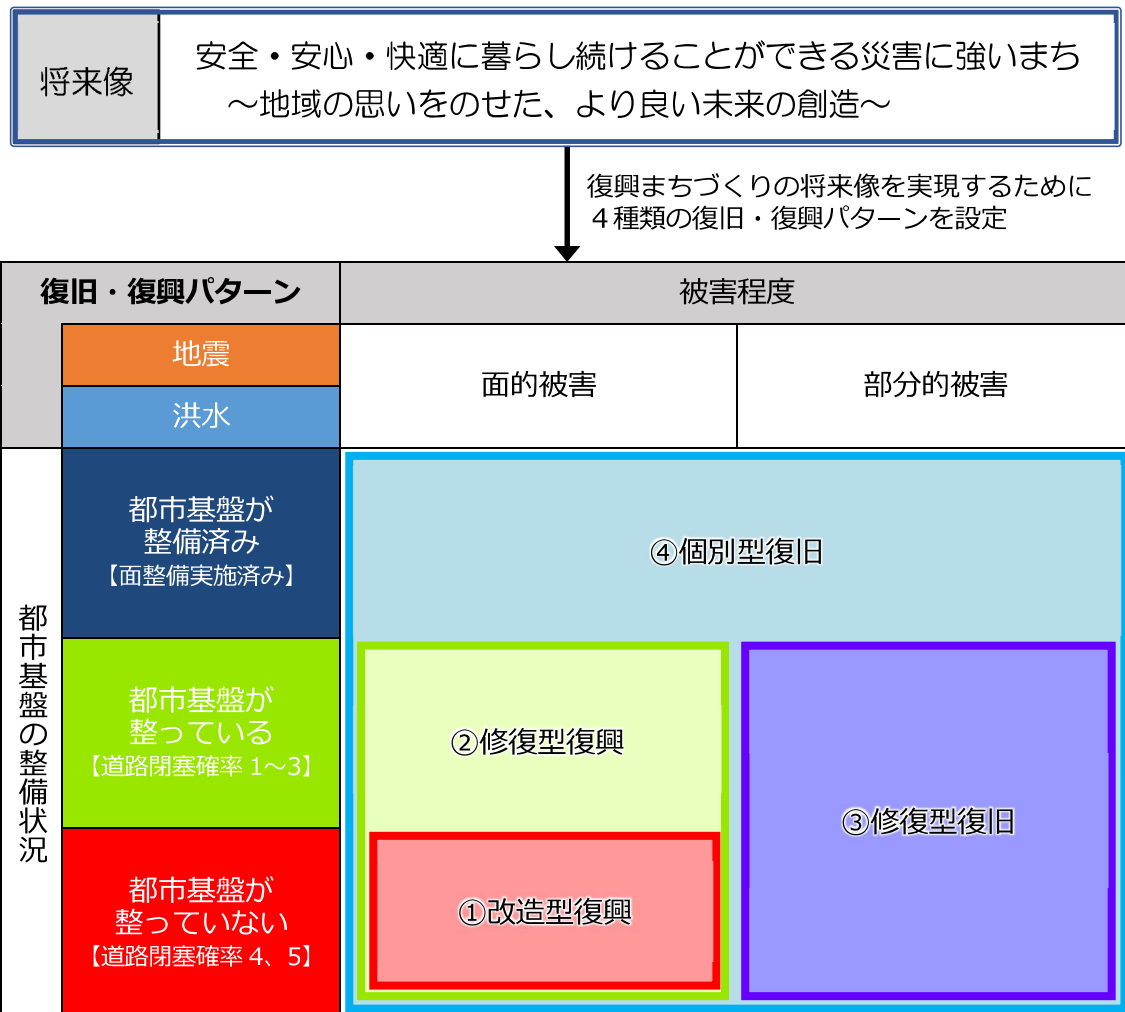 将来像
安全・安心・快適に暮らし続けることができる災害に強いまち
～地域の思いをのせた、より良い未来の創造～
復興まちづくりの将来像を実現するために
４種類の復旧・復興パターンを設定
復旧・復興パターン
被害程度
地震
洪水
面的被害
部分的被害
都市基盤の整備状況
都市基盤が
整備済み
【面整備実施済み】
④個別型復旧
都市基盤が
整っている
【道路閉塞確率 1～3】
②修復型復興
③修復型復旧
都市基盤が
整っていない
【道路閉塞確率 4、5】
①改造型復興